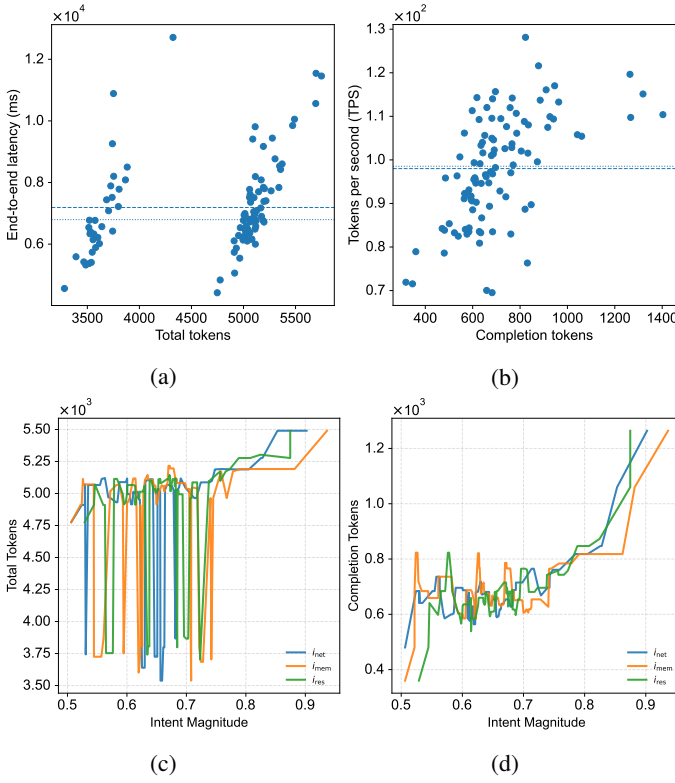 ×10⁴
1.2
1.0
0.8
0.6
End-to-end latency (ms)
3500 4000 4500 5000 5500
Total tokens
(a)
×10²
1.3
1.2
1.1
1.0
0.9
0.8
0.7
Tokens per second (TPS)
400 600 800 1000 1200 1400
Completion tokens
(b)
×10³
5.50
5.25
5.00
4.75
4.50
4.25
4.00
3.75
3.50
Total Tokens
i_net
i_mem
i_res
0.5 0.6 0.7 0.8 0.9
Intent Magnitude
(c)
×10³
1.2
1.0
0.8
0.6
0.4
Completion Tokens
i_net
i_mem
i_res
0.5 0.6 0.7 0.8 0.9
Intent Magnitude
(d)